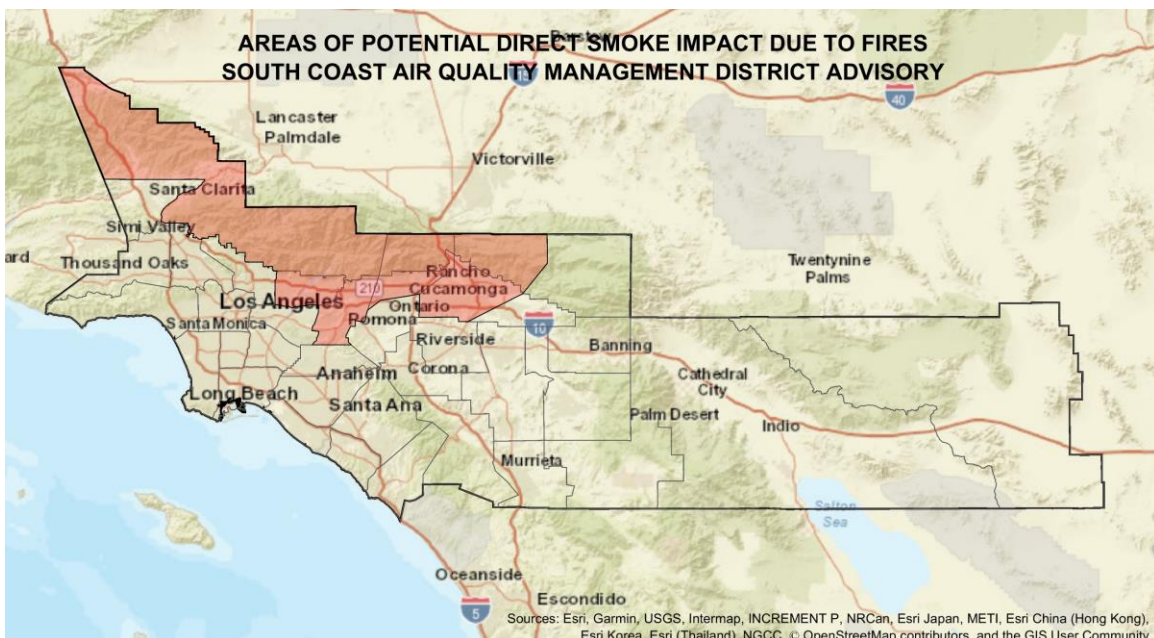 AREAS OF POTENTIAL DIRECT SMOKE IMPACT DUE TO FIRES
Barstow
SOUTH COAST AIR QUALITY MANAGEMENT DISTRICT ADVISORY
15
40
Lancaster
Palmdale
Victorville
Santa Clarita
Simi Valley
ard
Thousand Oaks
Twentynine
Palms
Rancho
Cucamonga
210
Los Angeles
Ontario
Pomona
Santa Monica
10
Riverside
Banning
Corona
Anaheim
Cathedral
City
Long Beach
Santa Ana
Palm Desert
Indio
Murrieta
Salton
Sea
Oceanside
Escondido
5
Sources: Esri, Garmin, USGS, Intermap, INCREMENT P, NRCan, Esri Japan, METI, Esri China (Hong Kong),
Esri Korea, Esri (Thailand), NGCC, © OpenStreetMap contributors, and the GIS User Community